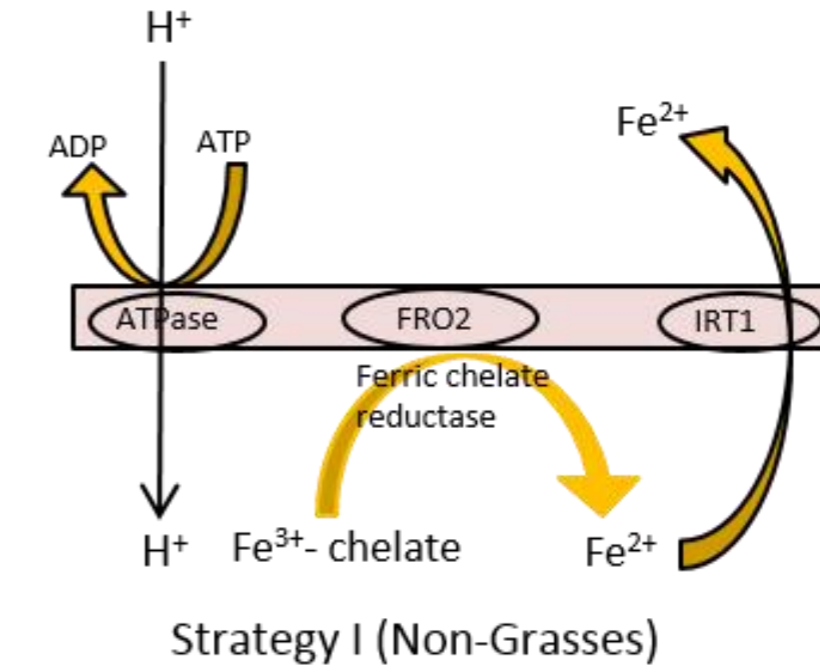 H⁺
Fe²⁺
ADP
ATP
ATPase
FRO2
IRT1
Ferric chelate
reductase
H⁺
Fe³⁺- chelate
Fe²⁺
Strategy I (Non-Grasses)